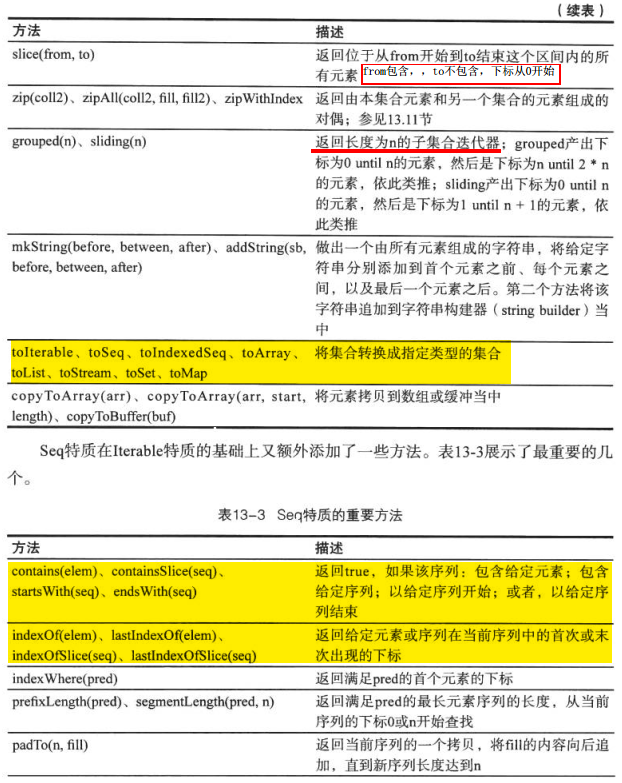 （续表）
方法 描述
slice(from, to) 返回位于从from开始到to结束这个区间内的所
有元素 from包含，，to不包含，下标从0开始
zip(coll2)、zipAll(coll2, fill, fill2)、zipWithIndex 返回由本集合元素和另一个集合的元素组成的
对偶；参见13.11节
grouped(n)、sliding(n) 返回长度为n的子集合迭代器；grouped产出下
标为0 until n的元素，然后是下标为n until 2 * n
的元素，依此类推；sliding产出下标为0 until n
的元素，然后是下标为1 until n + 1的元素，依
此类推
mkString(before, between, after)、addString(sb, 做出一个由所有元素组成的字符串，将给定字
before, between, after) 符串分别添加到首个元素之前、每个元素之
间，以及最后一个元素之后。第二个方法将该
字符串追加到字符串构建器（string builder）当
中
toIterable、toSeq、toIndexedSeq、toArray、 将集合转换成指定类型的集合
toList、toStream、toSet、toMap
copyToArray(arr)、copyToArray(arr, start, 将元素拷贝到数组或缓冲当中
length)、copyToBuffer(buf)
Seq特质在Iterable特质的基础上又额外添加了一些方法。表13-3展示了最重要的几
个。
表13-3 Seq特质的重要方法
方法 描述
contains(elem)、containsSlice(seq)、 返回true，如果该序列：包含给定元素；包含
startsWith(seq)、endsWith(seq) 给定序列；以给定序列开始；或者，以给定序
列结束
indexOf(elem)、lastIndexOf(elem)、 返回给定元素或序列在当前序列中的首次或末
indexOfSlice(seq)、lastIndexOfSlice(seq) 次出现的下标
indexWhere(pred) 返回满足pred的首个元素的下标
prefixLength(pred)、segmentLength(pred, n) 返回满足pred的最长元素序列的长度，从当前
序列的下标0或n开始查找
padTo(n, fill) 返回当前序列的一个拷贝，将fill的内容向后追
加，直到新序列长度达到n